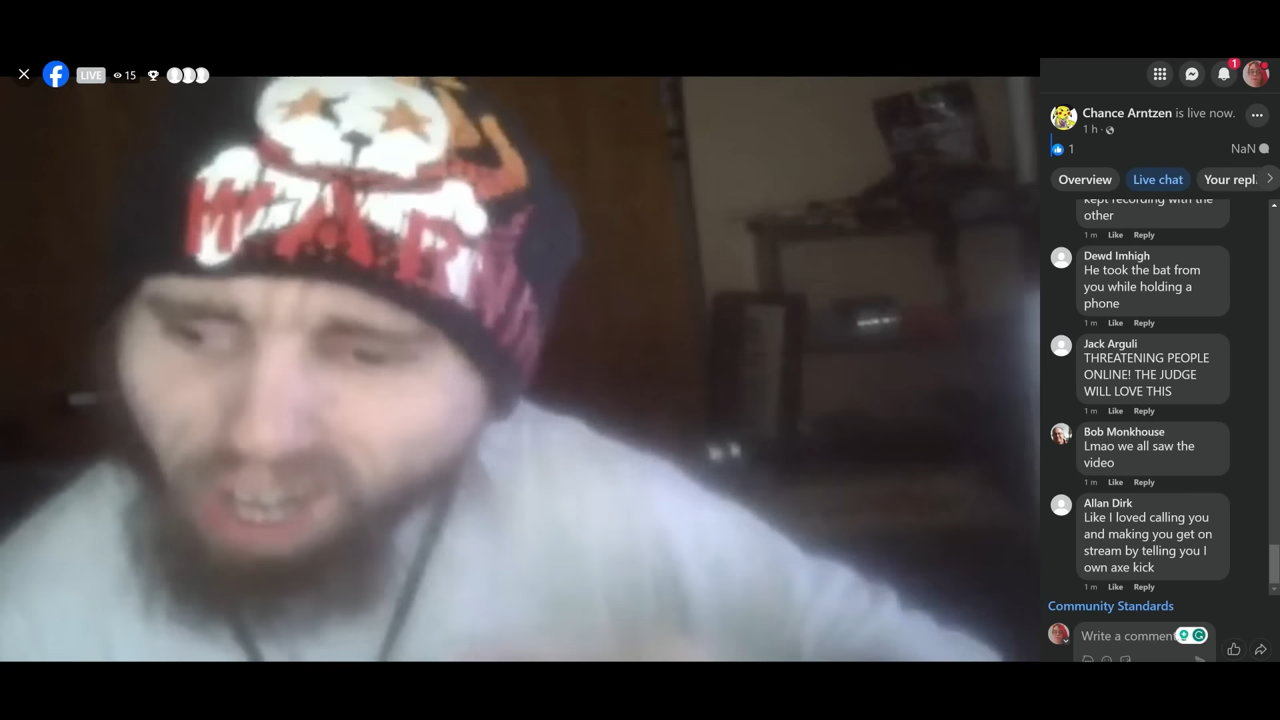 LIVE 15
1
Chance Arntzen is live now.
1 h ·
1
NaN
Overview
Live chat
Your repl.
kept recording with the
other
1 m Like Reply
Dewd Imhigh
He took the bat from
you while holding a
phone
1 m Like Reply
Jack Arguli
THREATENING PEOPLE
ONLINE! THE JUDGE
WILL LOVE THIS
1 m Like Reply
Bob Monkhouse
Lmao we all saw the
video
1 m Like Reply
Allan Dirk
Like I loved calling you
and making you get on
stream by telling you I
own axe kick
1 m Like Reply
Community Standards
Write a comment